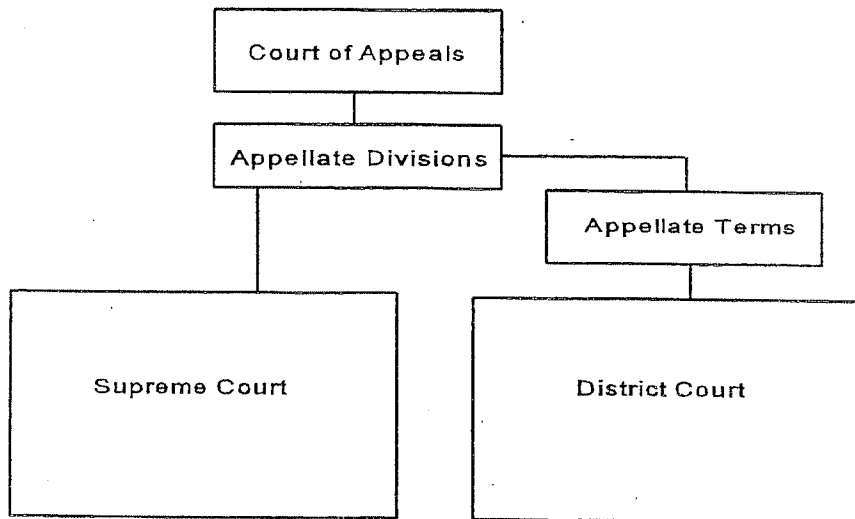 Court of Appeals
Appellate Divisions
Appellate Terms
Supreme Court
District Court